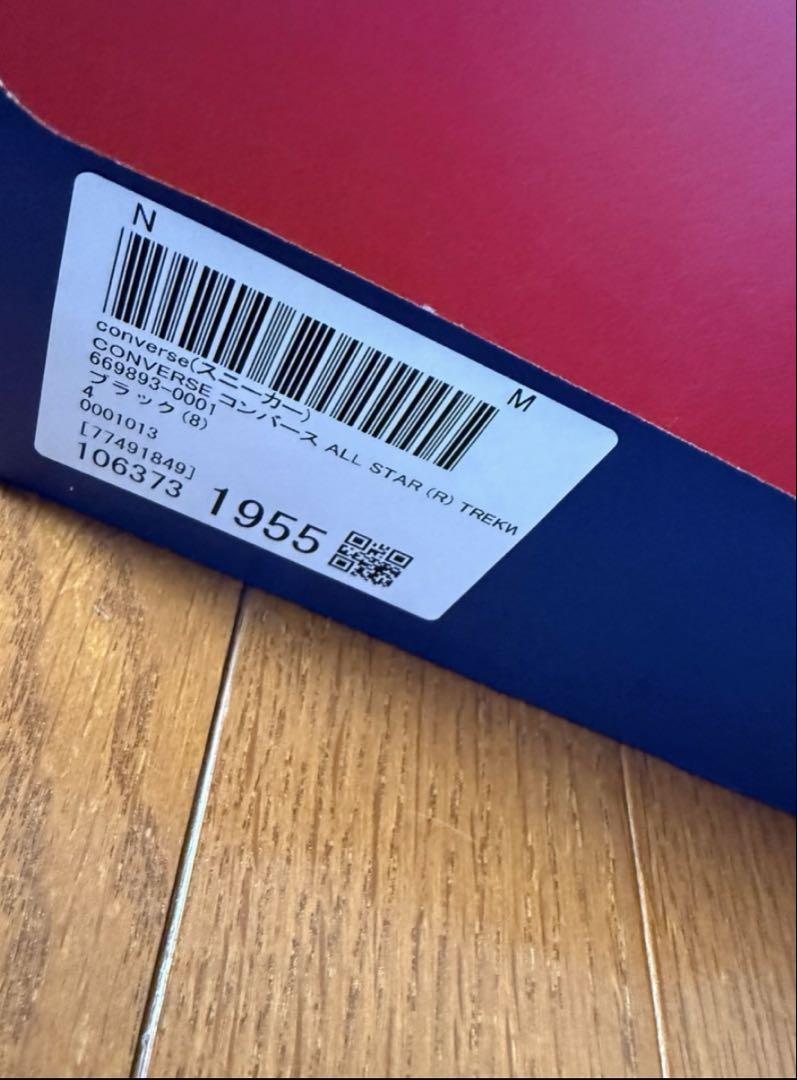 N
M
converse(スニーカー)
CONVERSE コンバース ALL STAR (R) TREKW
669893-0001
ブラック (8)
4
0001013
[77491849]
106373 1955